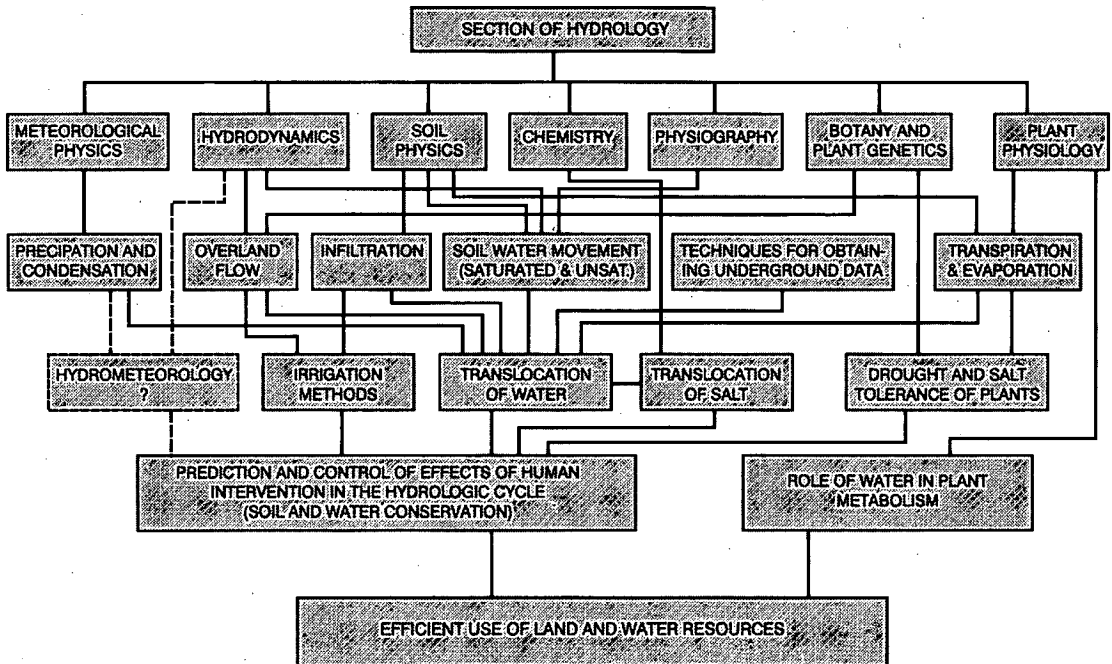 SECTION OF HYDROLOGY
METEOROLOGICAL
PHYSICS
HYDRODYNAMICS
SOIL
PHYSICS
CHEMISTRY
PHYSIOGRAPHY
BOTANY AND
PLANT GENETICS
PLANT
PHYSIOLOGY
PRECIPATION AND
CONDENSATION
OVERLAND
FLOW
INFILTRATION
SOIL WATER MOVEMENT
(SATURATED & UNSAT.)
TECHNIQUES FOR OBTAIN-
ING UNDERGROUND DATA
TRANSPIRATION
& EVAPORATION
HYDROMETEOROLOGY
?
IRRIGATION
METHODS
TRANSLOCATION
OF WATER
TRANSLOCATION
OF SALT
DROUGHT AND SALT
TOLERANCE OF PLANTS
PREDICTION AND CONTROL OF EFFECTS OF HUMAN
INTERVENTION IN THE HYDROLOGIC CYCLE
(SOIL AND WATER CONSERVATION)
ROLE OF WATER IN PLANT
METABOLISM
EFFICIENT USE OF LAND AND WATER RESOURCES